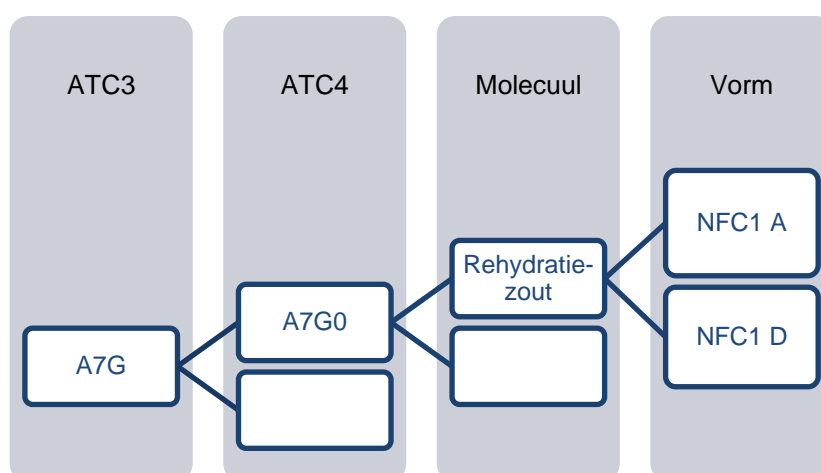 ATC3
ATC4
Molecuul
Vorm
A7G
A7G0
Rehydratie-
zout
NFC1 A
NFC1 D